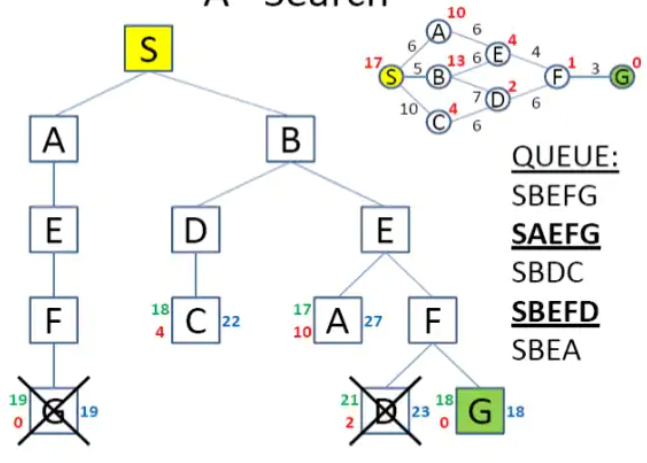 A* Search
S
A B
E D E
F C A F
G D G
18 4 22
17 10 27
19 0 19
21 2 23
18 0 18
17 S
10 A
13 B
4 C
4 E
2 D
1 F
0 G
6 5 10 6 6 7 6 4 6 3
QUEUE:
SBEFG
SAEFG
SBDC
SBEFD
SBEA